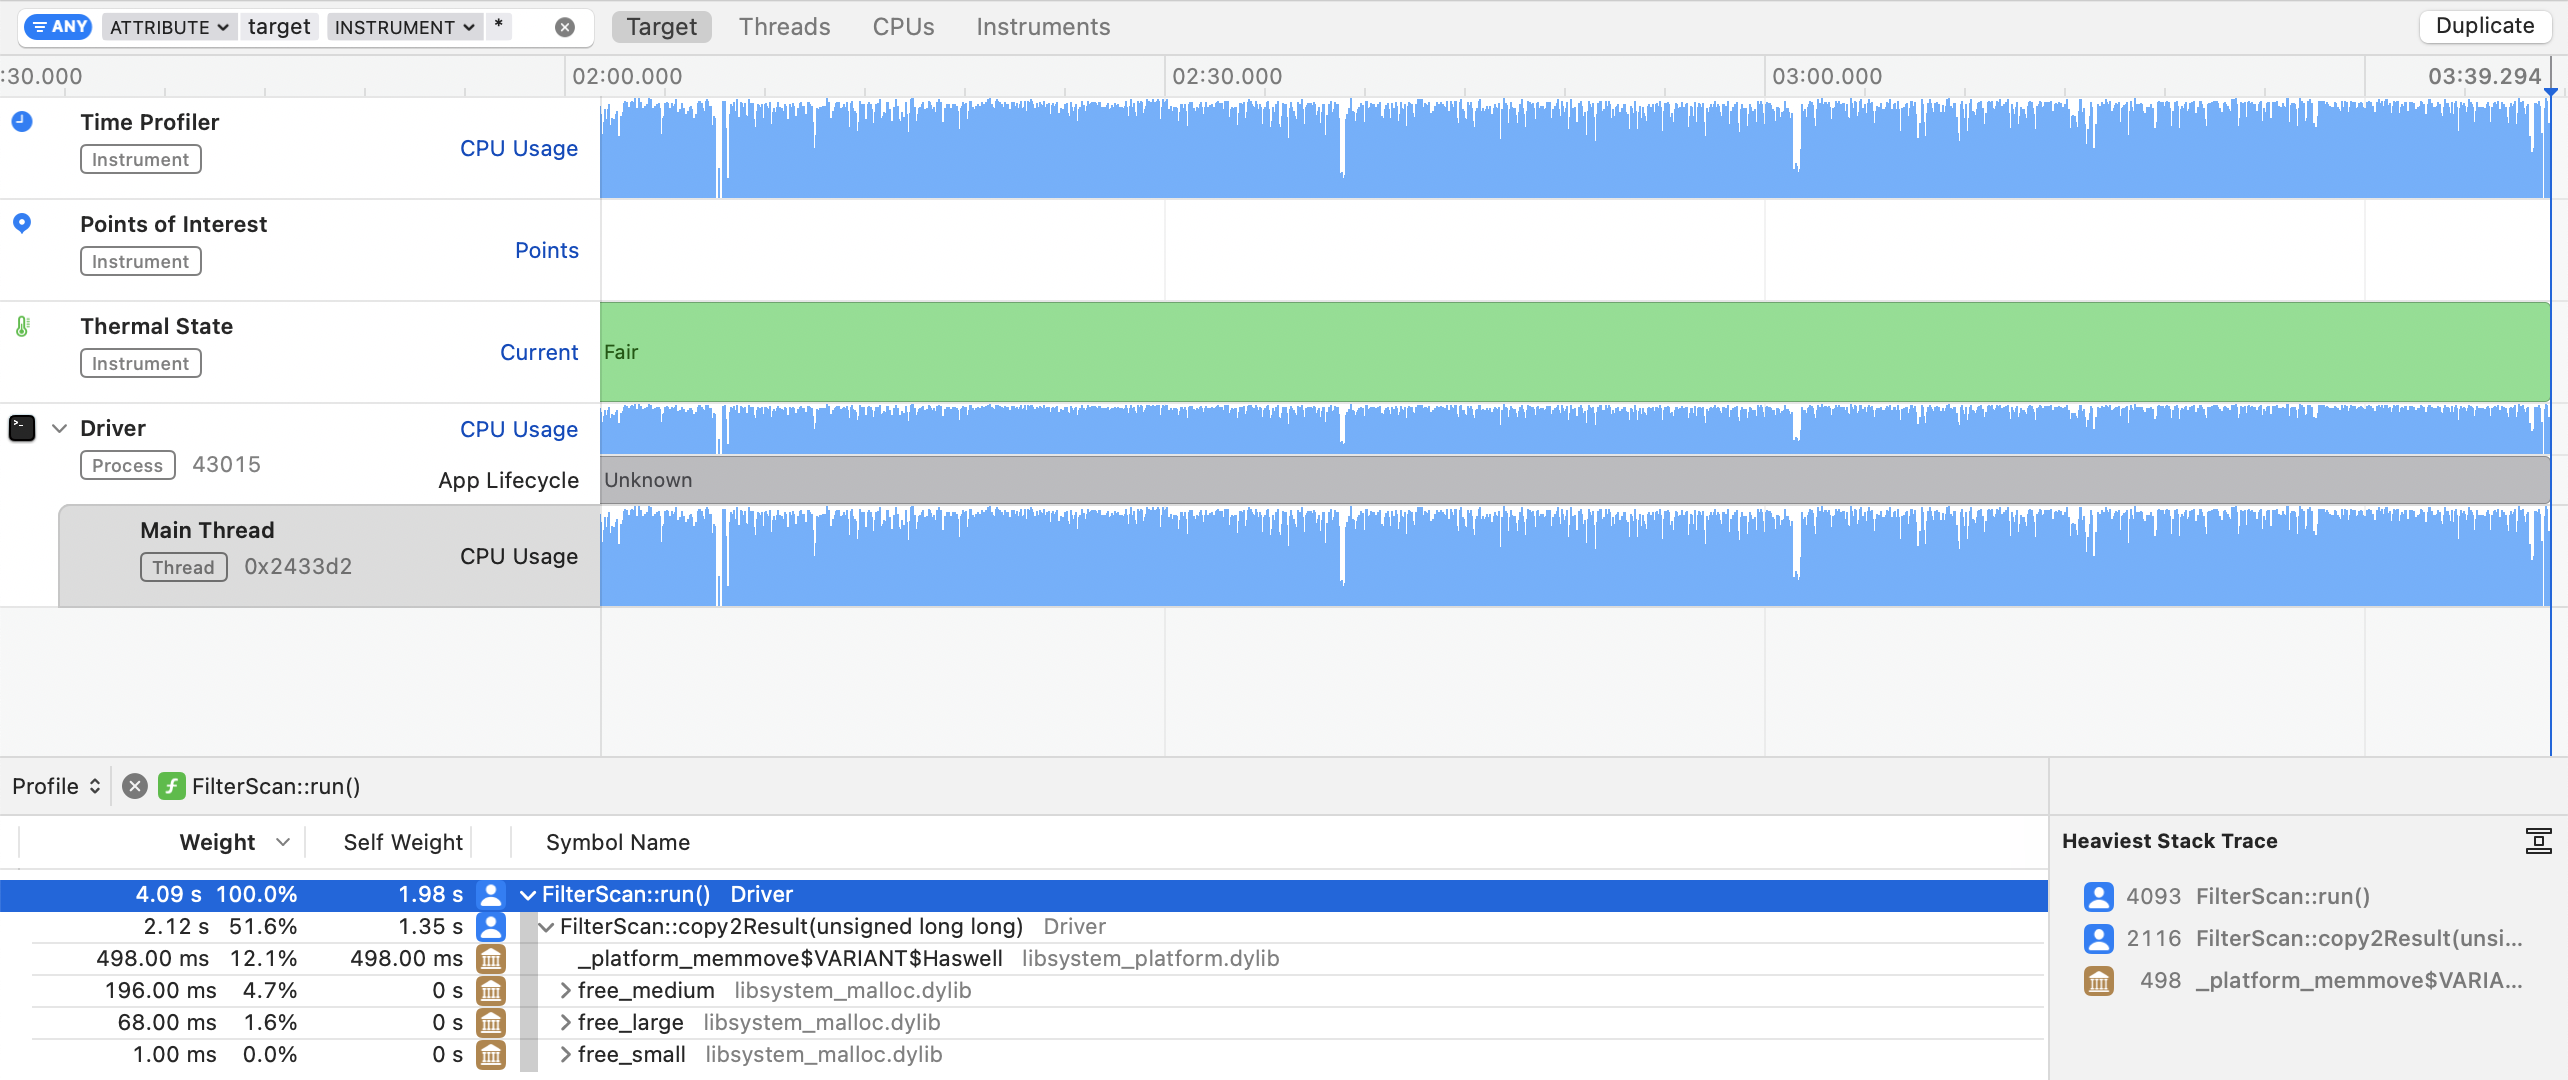 ANY ATTRIBUTE target INSTRUMENT * Target Threads CPUs Instruments Duplicate
:30.000 02:00.000 02:30.000 03:00.000 03:39.294
Time Profiler
Instrument
CPU Usage
Points of Interest
Instrument
Points
Thermal State
Instrument
Current
Fair
Driver
Process 43015
CPU Usage
App Lifecycle
Unknown
Main Thread
Thread 0x2433d2
CPU Usage
Profile FilterScan::run()
Weight Self Weight Symbol Name
4.09 s 100.0% 1.98 s FilterScan::run() Driver
2.12 s 51.6% 1.35 s FilterScan::copy2Result(unsigned long long) Driver
498.00 ms 12.1% 498.00 ms _platform_memmove$VARIANT$Haswell libsystem_platform.dylib
196.00 ms 4.7% 0 s free_medium libsystem_malloc.dylib
68.00 ms 1.6% 0 s free_large libsystem_malloc.dylib
1.00 ms 0.0% 0 s free_small libsystem_malloc.dylib
Heaviest Stack Trace
4093 FilterScan::run()
2116 FilterScan::copy2Result(unsi...
498 _platform_memmove$VARIA...